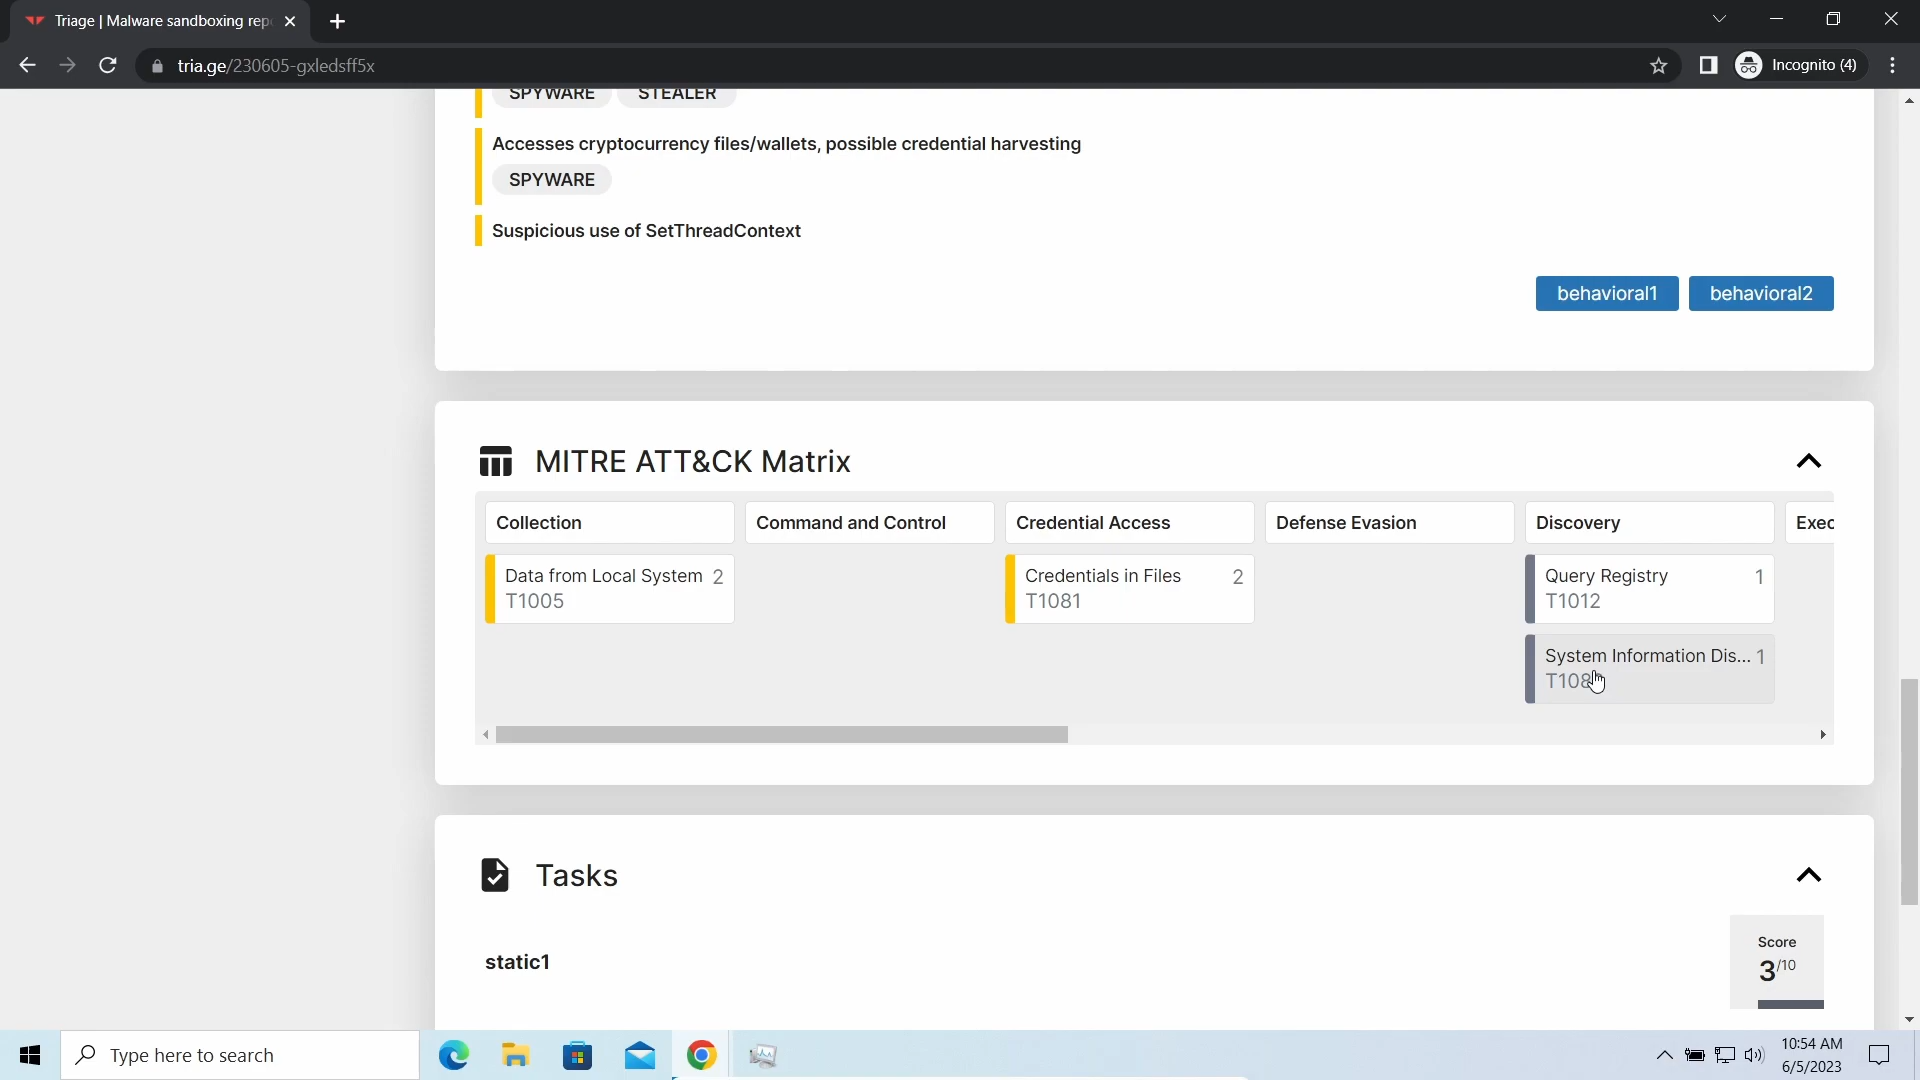 Triage | Malware sandboxing rep
tria.ge/230605-gxledsff5x
Incognito (4)
SPYWARE STEALER
Accesses cryptocurrency files/wallets, possible credential harvesting
SPYWARE
Suspicious use of SetThreadContext
behavioral1 behavioral2
MITRE ATT&CK Matrix
Collection Command and Control Credential Access Defense Evasion Discovery Exec
Data from Local System 2 Credentials in Files 2 Query Registry 1
T1005 T1081 T1012
System Information Dis... 1
T108
Tasks
Score
static1
3/10
Type here to search
10:54 AM
6/5/2023